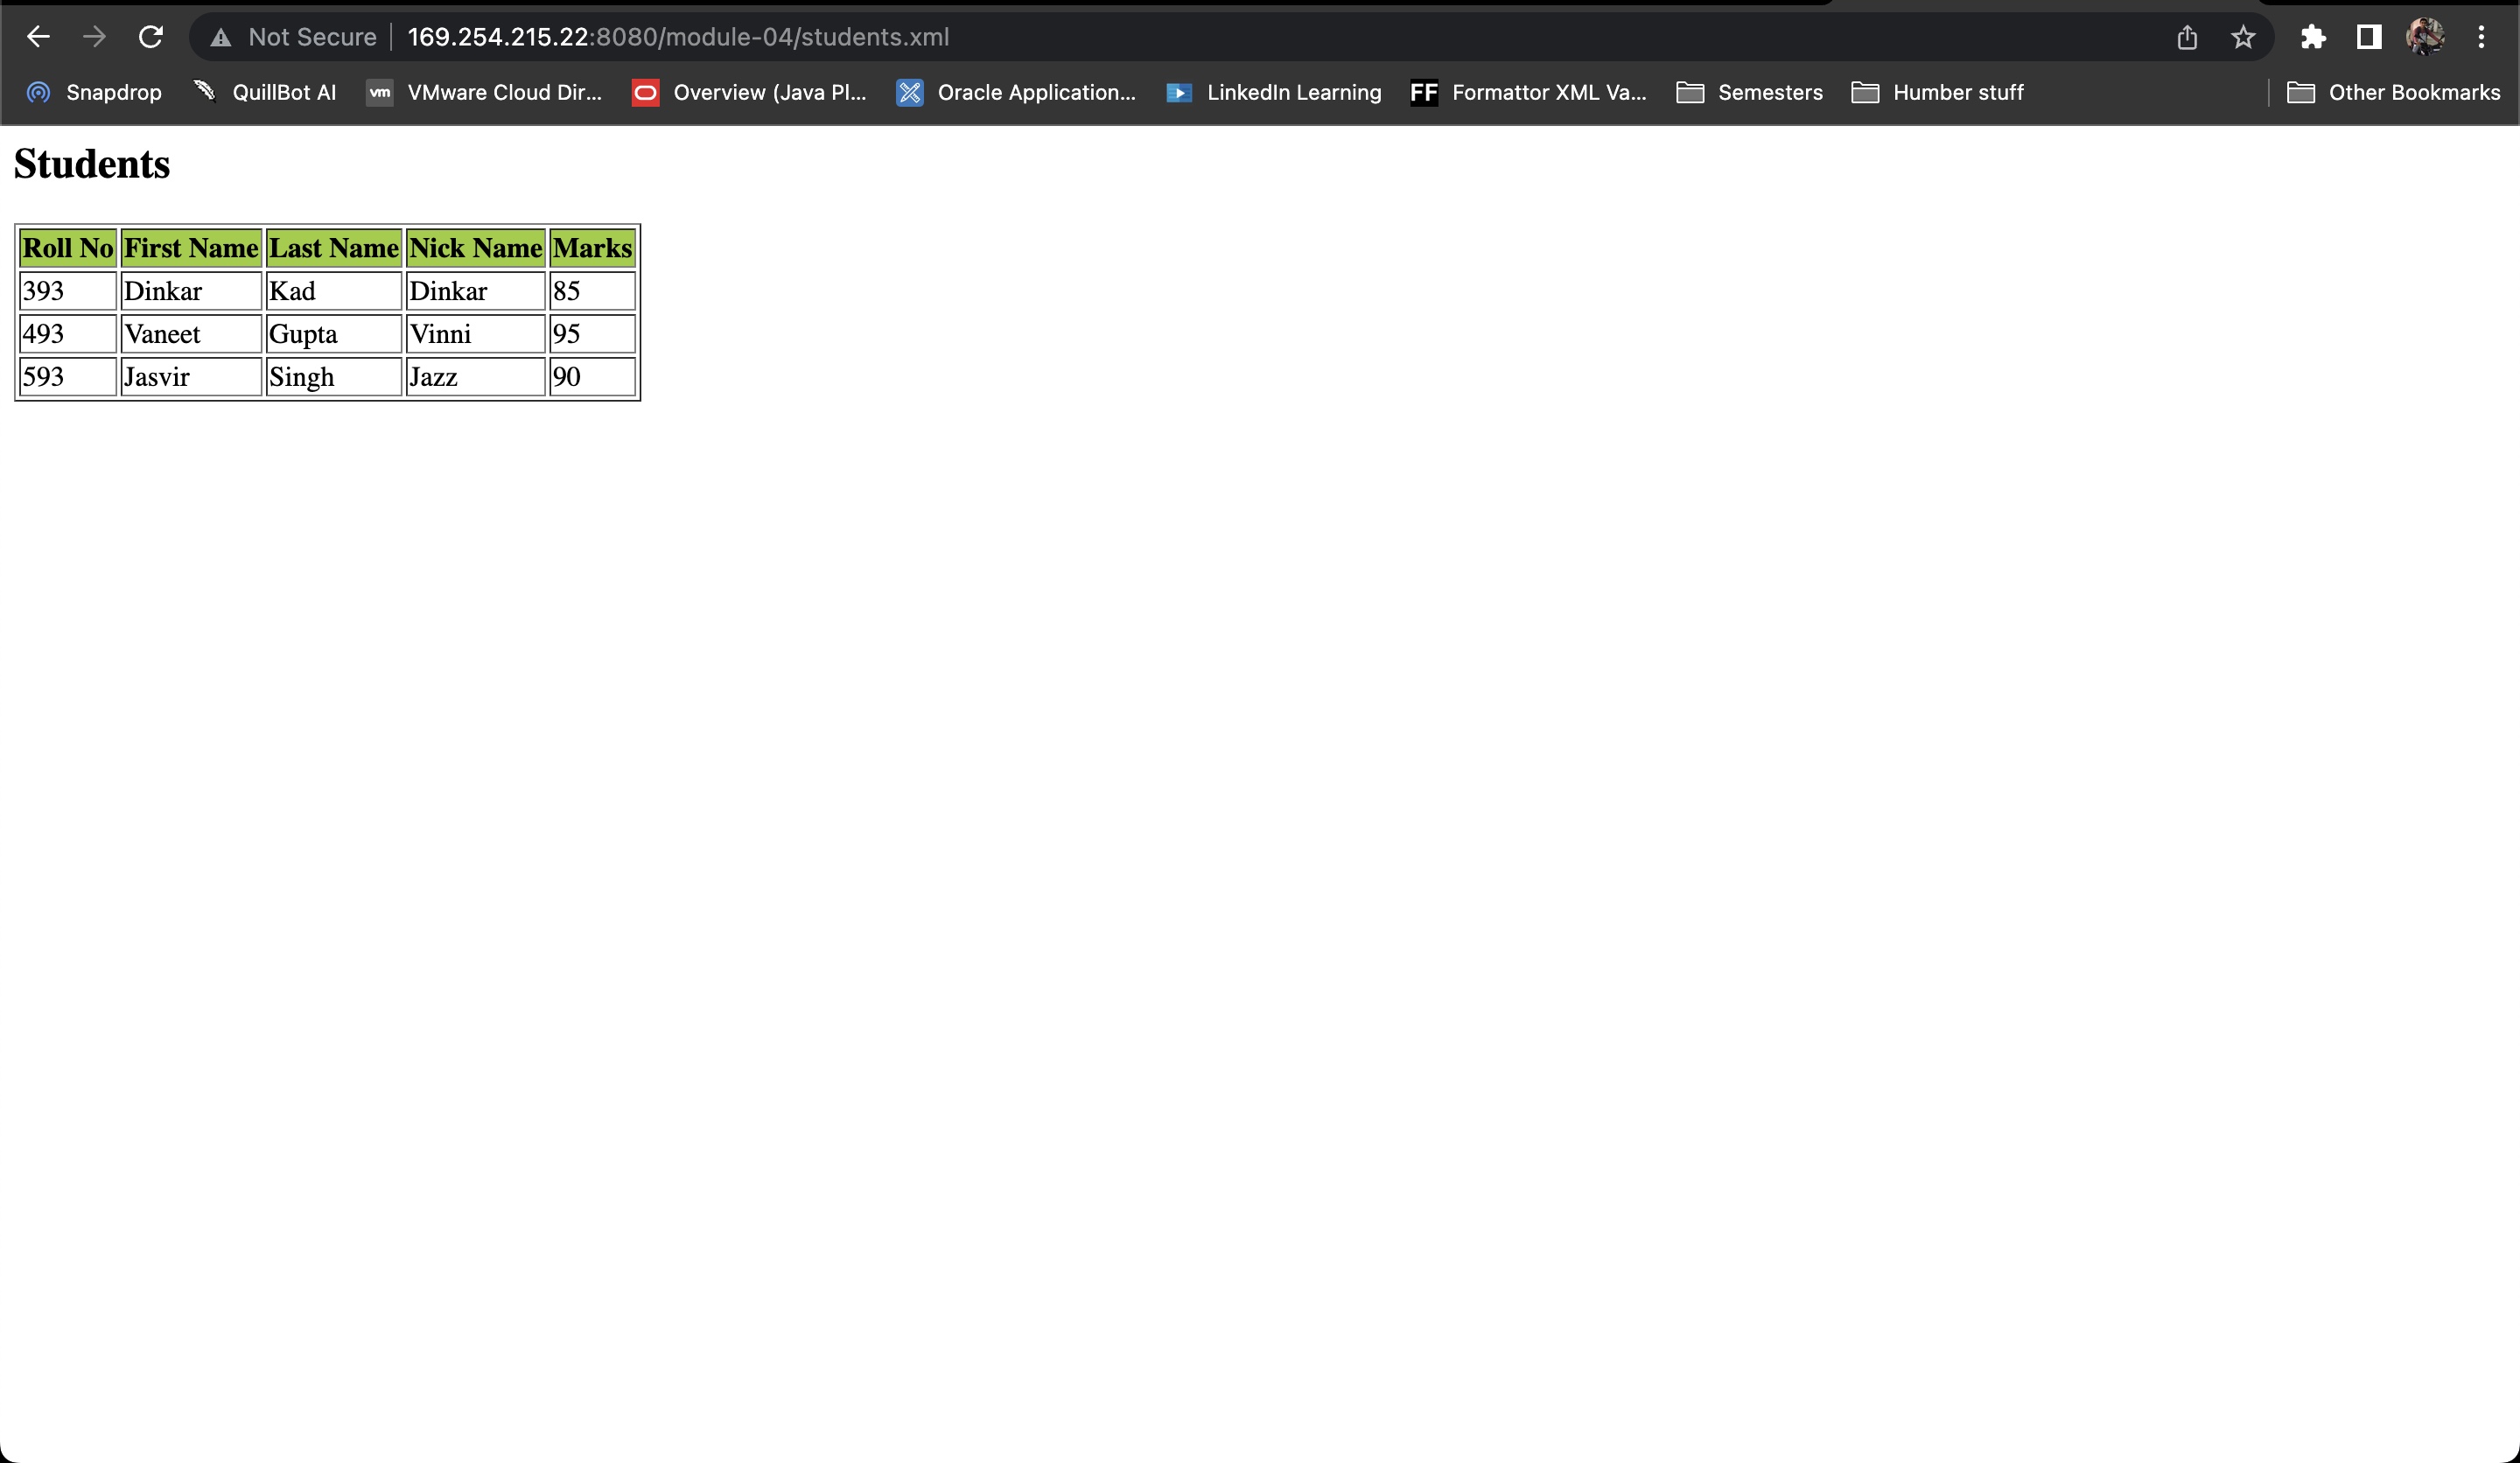 Not Secure 169.254.215.22:8080/module-04/students.xml
Snapdrop QuillBot AI vm VMware Cloud Dir... Overview (Java Pl... Oracle Application... LinkedIn Learning FF Formattor XML Va... Semesters Humber stuff Other Bookmarks
Students
Roll No First Name Last Name Nick Name Marks
393 Dinkar Kad Dinkar 85
493 Vaneet Gupta Vinni 95
593 Jasvir Singh Jazz 90